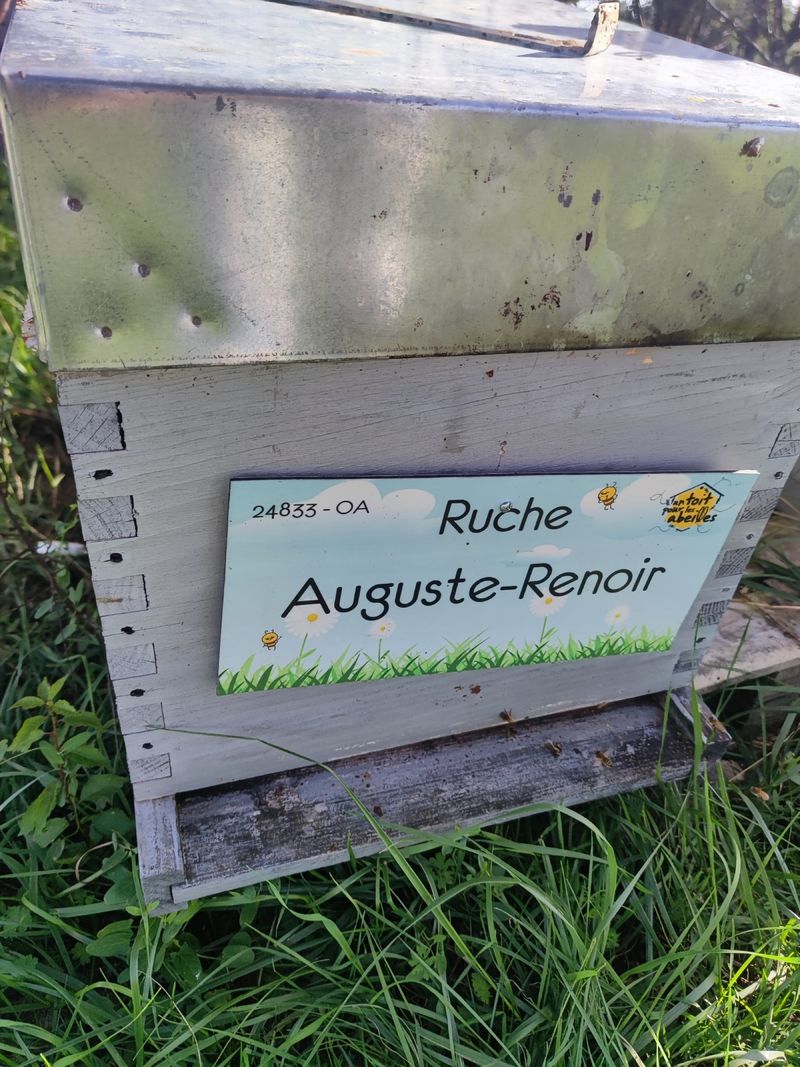 24833 - OA
Ruche
Auguste-Renoir
un toit
pour les
abeilles